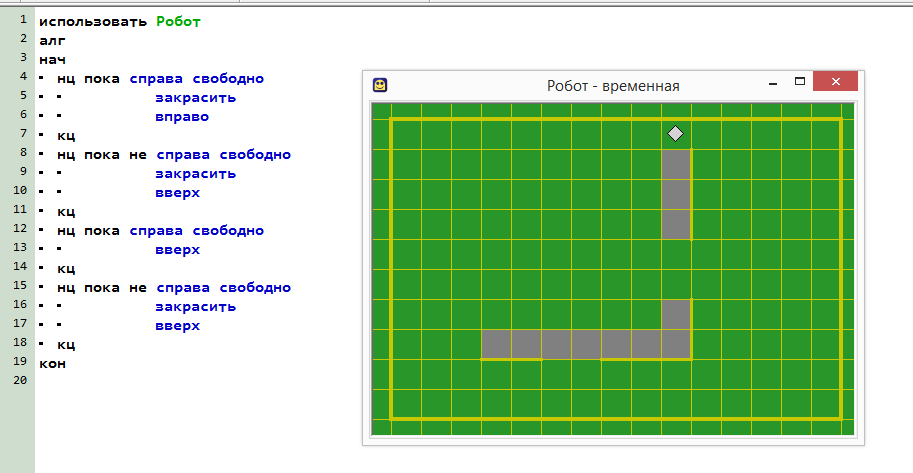 1 использовать Робот
2 алг
3 нач
4 ▪ нц пока справа свободно
5 ▪ ▪ закрасить
6 ▪ ▪ вправо
7 ▪ кц
8 ▪ нц пока не справа свободно
9 ▪ ▪ закрасить
10 ▪ ▪ вверх
11 ▪ кц
12 ▪ нц пока справа свободно
13 ▪ ▪ вверх
14 ▪ кц
15 ▪ нц пока не справа свободно
16 ▪ ▪ закрасить
17 ▪ ▪ вверх
18 ▪ кц
19 кон
20
Робот - временная